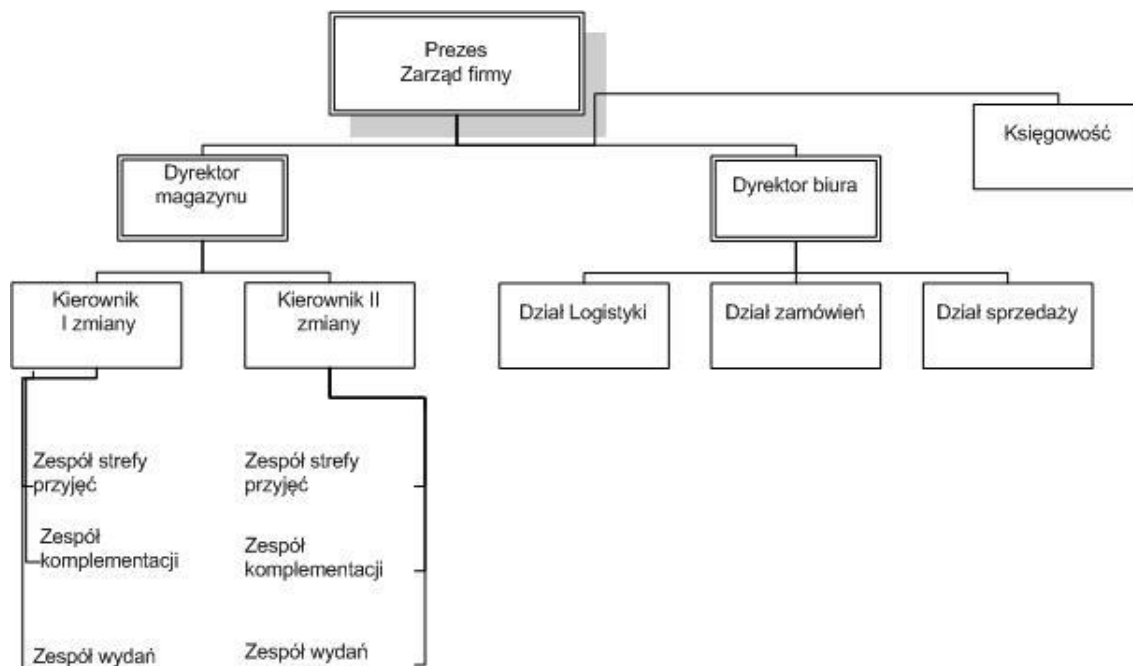 Prezes
Zarząd firmy
Księgowość
Dyrektor
magazynu
Dyrektor biura
Kierownik
I zmiany
Kierownik II
zmiany
Dział Logistyki
Dział zamówień
Dział sprzedaży
Zespół strefy
przyjęć
Zespół strefy
przyjęć
Zespół
komplementacji
Zespół
komplementacji
Zespół wydań
Zespół wydań